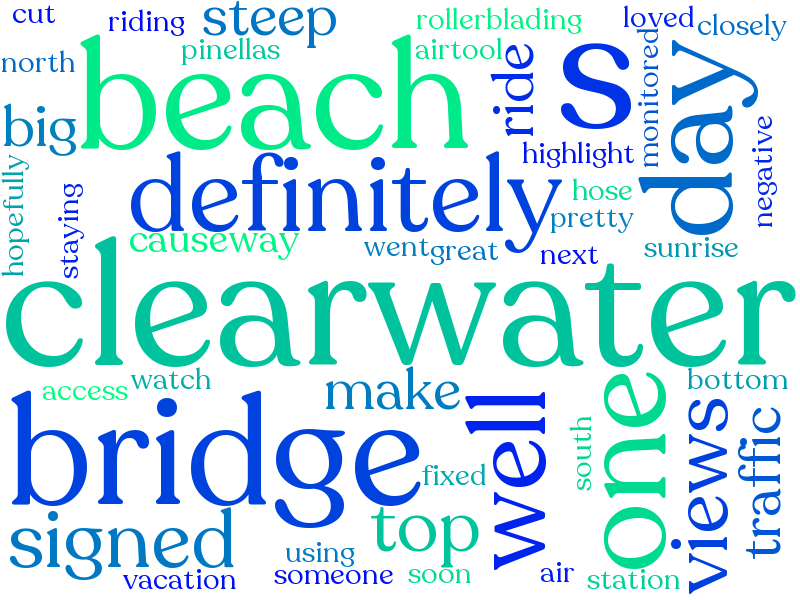 cut
riding
steep
rollerblading
loved
closely
north
pinellas
airtool
beach
ride
s
monitored
day
big
definitely
highlight
negative
hopefully
staying
hose
pretty
causeway
went
great
next
sunrise
clearwater
access
watch
make
well
one
bottom
bridge
fixed
south
views
traffic
signed
top
using
vacation
someone
soon
air
station